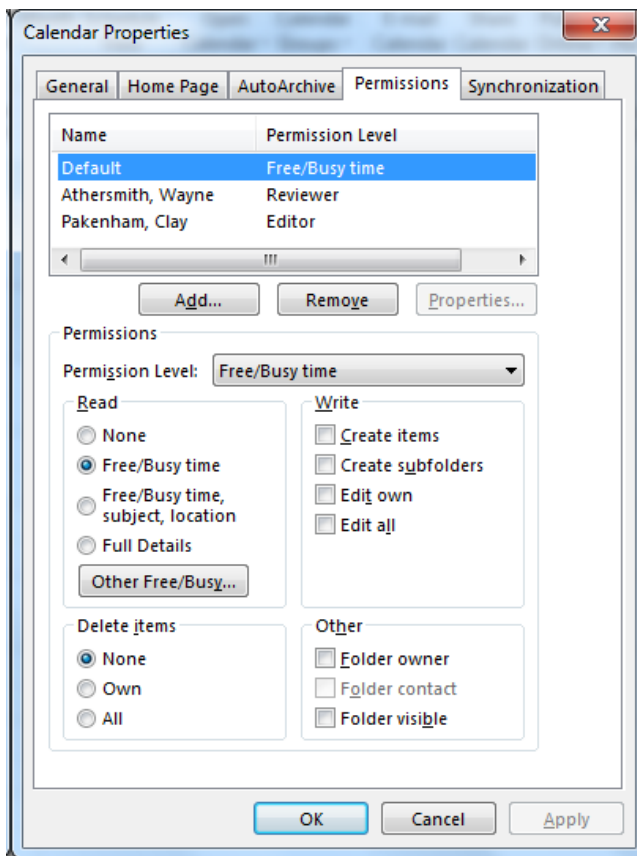 Calendar Properties
General Home Page AutoArchive Permissions Synchronization
Name Permission Level
Default Free/Busy time
Athersmith, Wayne Reviewer
Pakenham, Clay Editor
Add... Remove Properties...
Permissions
Permission Level: Free/Busy time
Read
None
Free/Busy time
Free/Busy time,
subject, location
Full Details
Other Free/Busy...
Write
Create items
Create subfolders
Edit own
Edit all
Delete items
None
Own
All
Other
Folder owner
Folder contact
Folder visible
OK Cancel Apply